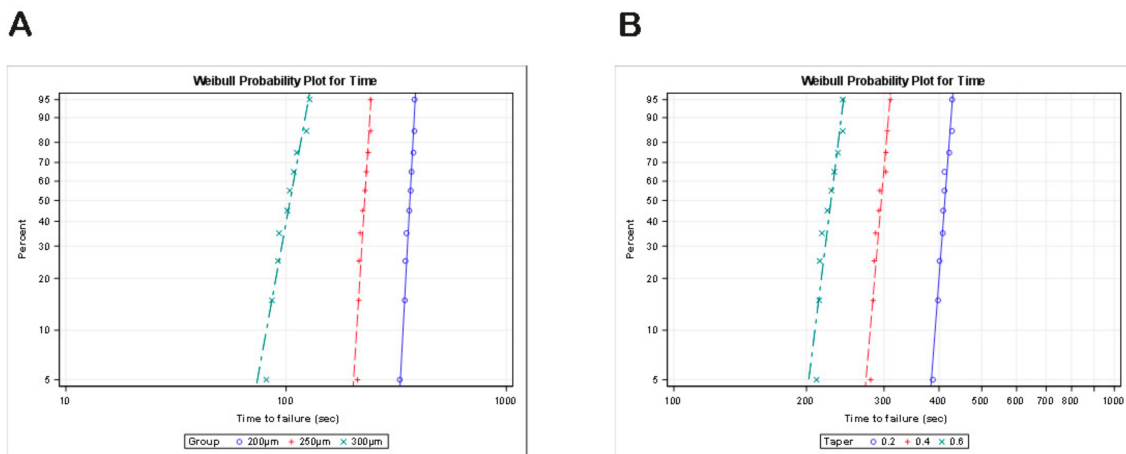 A
B
Weibull Probability Plot for Time
95
90
80
70
60
50
40
30
20
10
5
Percent
10
100
1000
Time to failure (sec)
Group
200µm
250µm
300µm
Weibull Probability Plot for Time
95
90
80
70
60
50
40
30
20
10
5
Percent
100
200
300
400
500
600
700
800
1000
Time to failure (sec)
Taper
0.2
0.4
0.6